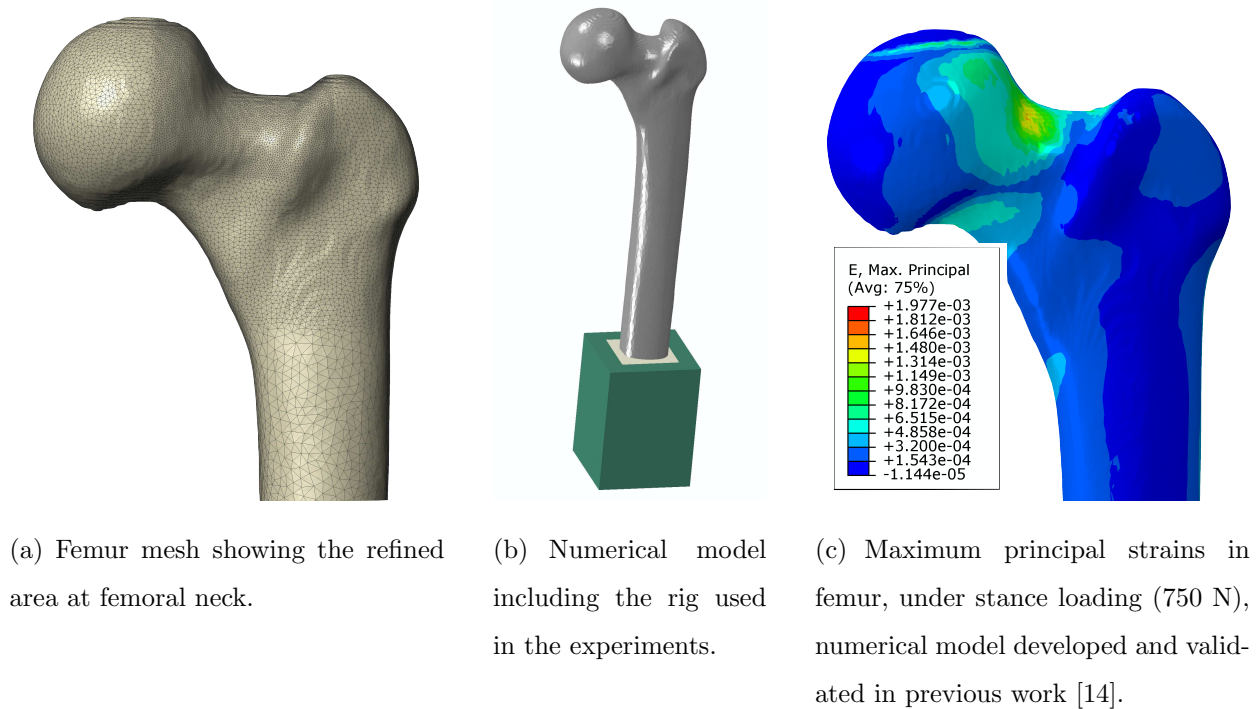 E, Max. Principal
(Avg: 75%)
+1.977e-03
+1.812e-03
+1.646e-03
+1.480e-03
+1.314e-03
+1.149e-03
+9.830e-04
+8.172e-04
+6.515e-04
+4.858e-04
+3.200e-04
+1.543e-04
-1.144e-05
(a) Femur mesh showing the refined
area at femoral neck.
(b) Numerical model
including the rig used
in the experiments.
(c) Maximum principal strains in
femur, under stance loading (750 N),
numerical model developed and valid-
ated in previous work [14].